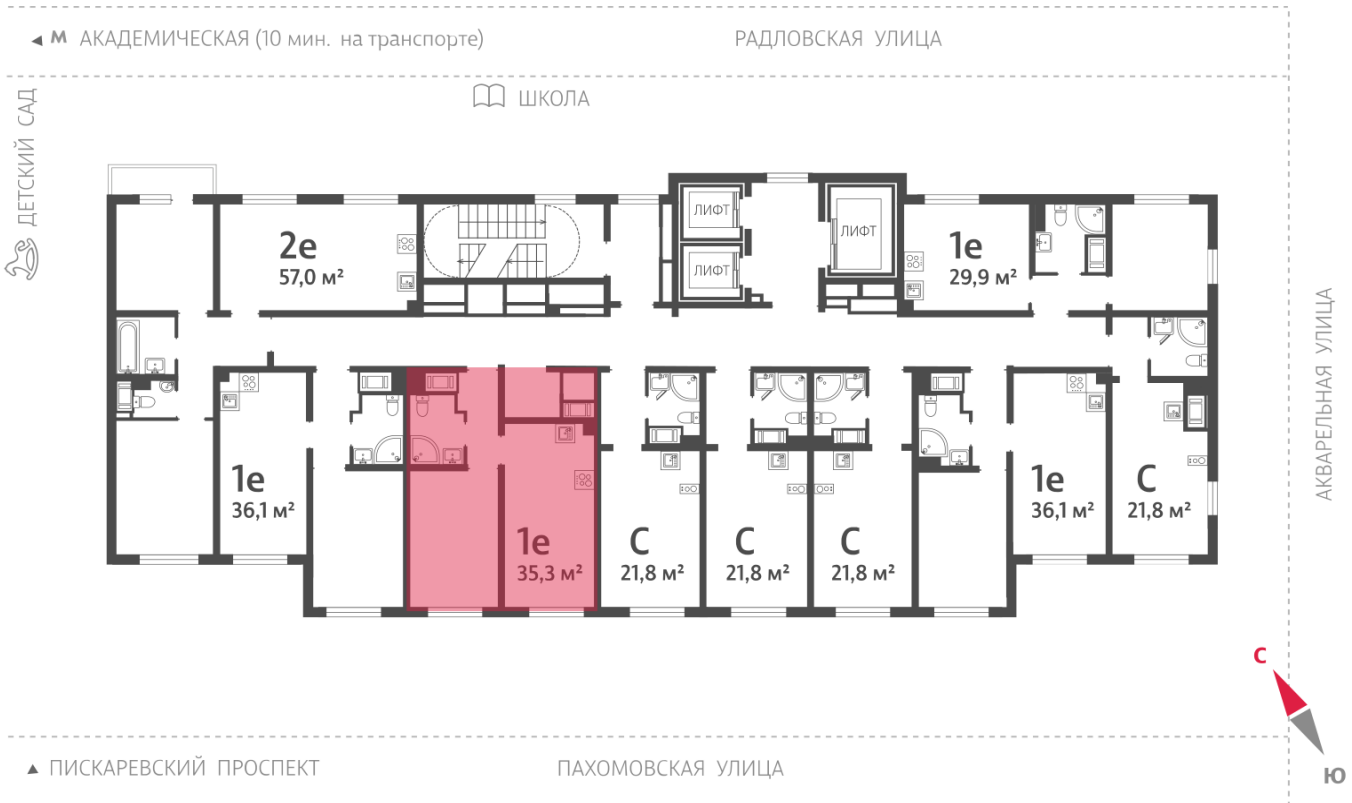 М АКАДЕМИЧЕСКАЯ (10 мин. на транспорте)
РАДЛОВСКАЯ УЛИЦА
ШКОЛА
ДЕТСКИЙ САД
ЛИФТ
ЛИФТ
ЛИФТ
2е
57,0 м²
1е
29,9 м²
АКВАРЕЛЬНАЯ УЛИЦА
1е
36,1 м²
1е
35,3 м²
С
21,8 м²
С
21,8 м²
С
21,8 м²
1е
36,1 м²
С
21,8 м²
С
Ю
ПИСКАРЕВСКИЙ ПРОСПЕКТ
ПАХОМОВСКАЯ УЛИЦА